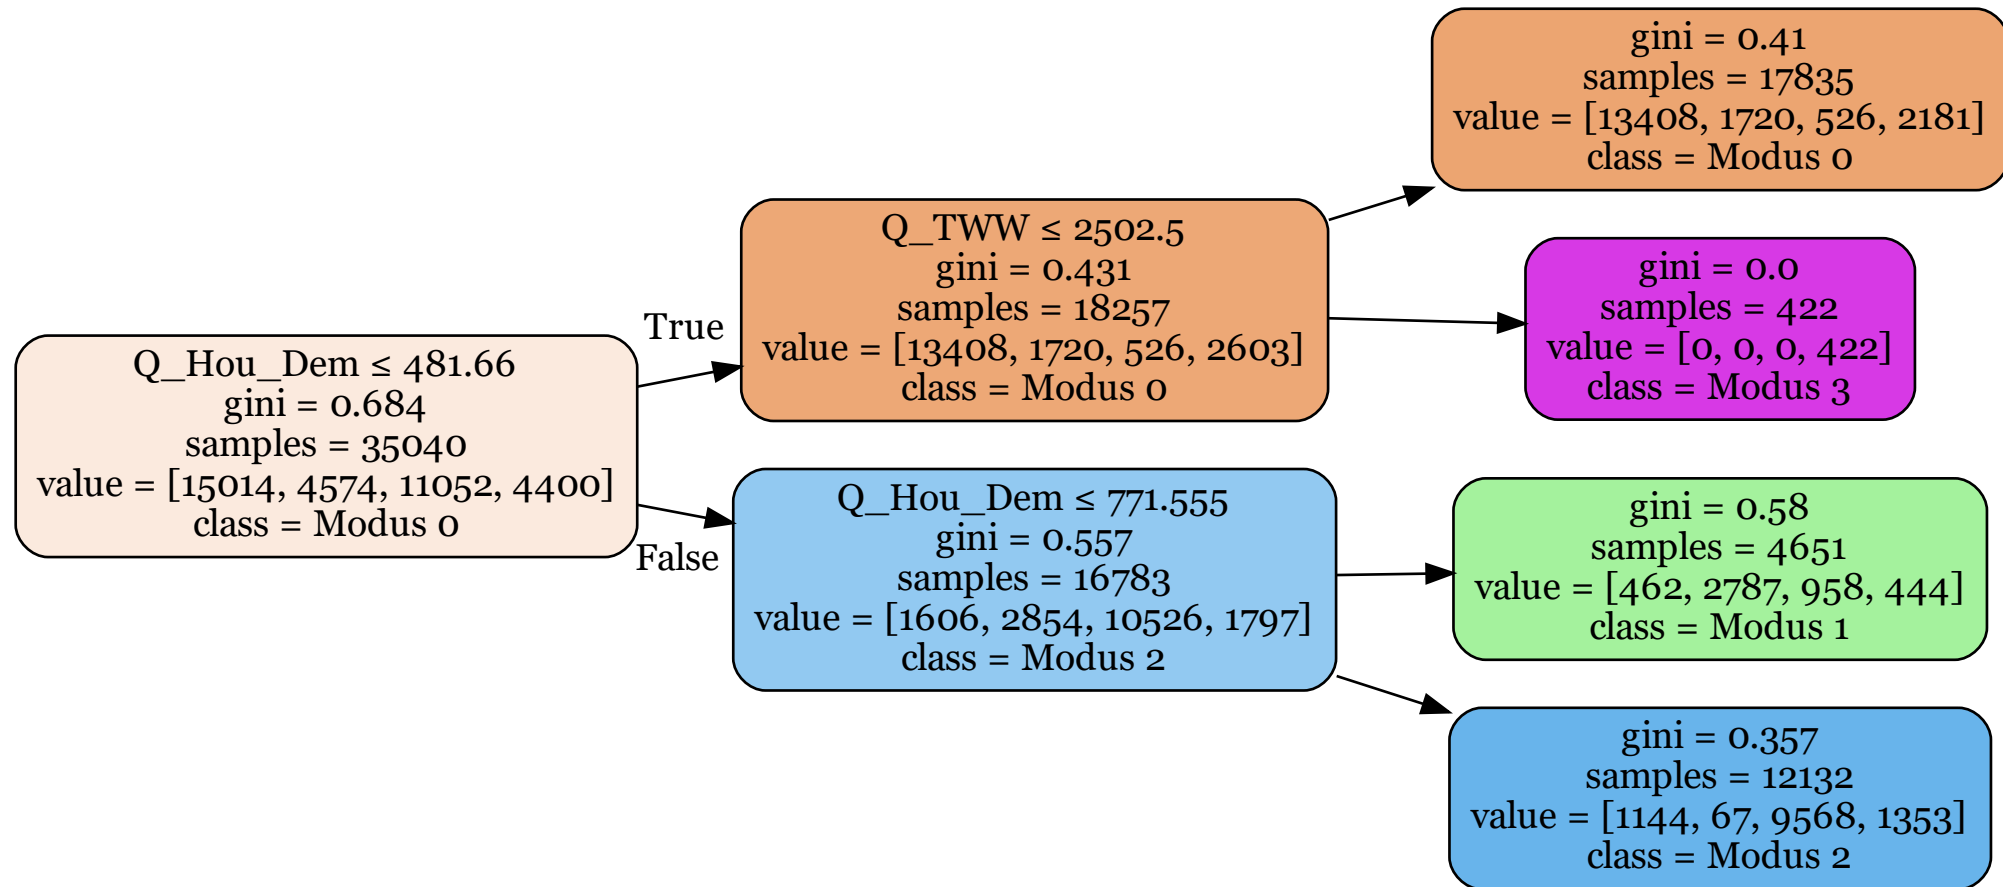 Q_Hou_Dem ≤ 481.66
gini = 0.684
samples = 35040
value = [15014, 4574, 11052, 4400]
class = Modus 0
True
False
Q_TWW ≤ 2502.5
gini = 0.431
samples = 18257
value = [13408, 1720, 526, 2603]
class = Modus 0
Q_Hou_Dem ≤ 771.555
gini = 0.557
samples = 16783
value = [1606, 2854, 10526, 1797]
class = Modus 2
gini = 0.41
samples = 17835
value = [13408, 1720, 526, 2181]
class = Modus 0
gini = 0.0
samples = 422
value = [0, 0, 0, 422]
class = Modus 3
gini = 0.58
samples = 4651
value = [462, 2787, 958, 444]
class = Modus 1
gini = 0.357
samples = 12132
value = [1144, 67, 9568, 1353]
class = Modus 2